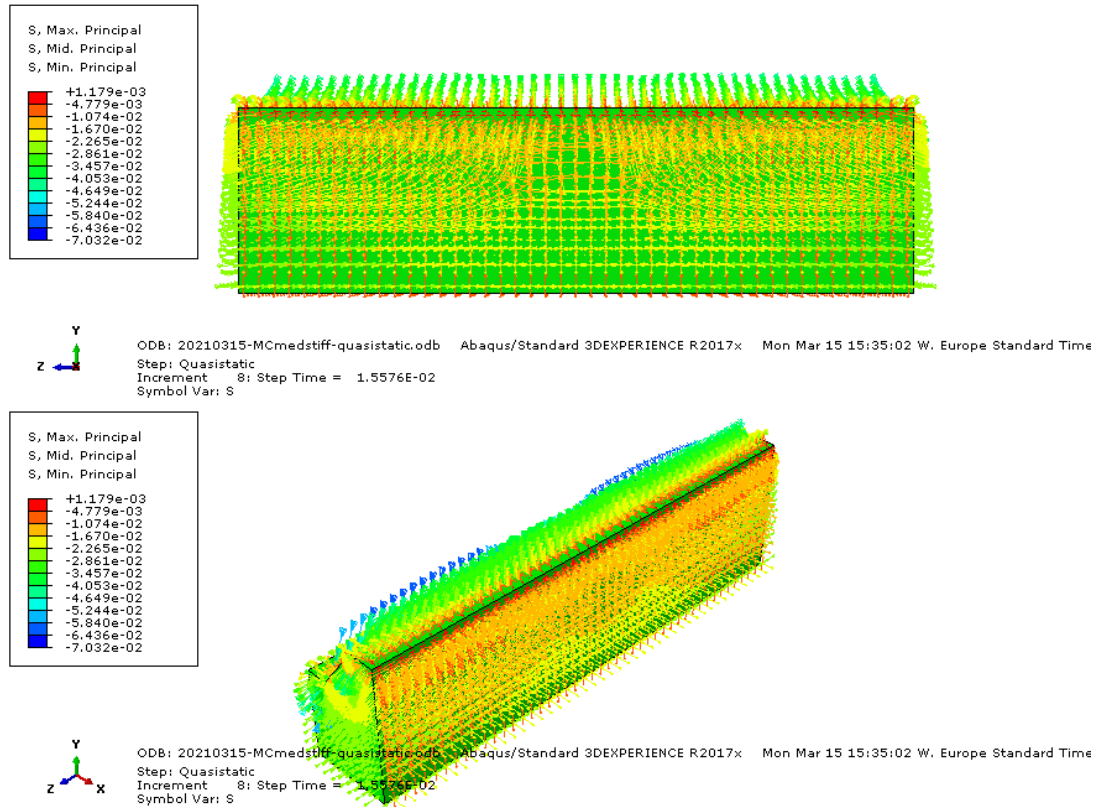 S, Max. Principal
S, Mid. Principal
S, Min. Principal
+1.179e-03
-4.779e-03
-1.074e-02
-1.670e-02
-2.265e-02
-2.861e-02
-3.457e-02
-4.053e-02
-4.649e-02
-5.244e-02
-5.840e-02
-6.436e-02
-7.032e-02
Y
Z X
ODB: 20210315-MCmedstiff-quasistatic.odb Abaqus/Standard 3DEXPERIENCE R2017x Mon Mar 15 15:35:02 W. Europe Standard Time
Step: Quasistatic
Increment 8: Step Time = 1.5576E-02
Symbol Var: S
S, Max. Principal
S, Mid. Principal
S, Min. Principal
+1.179e-03
-4.779e-03
-1.074e-02
-1.670e-02
-2.265e-02
-2.861e-02
-3.457e-02
-4.053e-02
-4.649e-02
-5.244e-02
-5.840e-02
-6.436e-02
-7.032e-02
Y
Z X
ODB: 20210315-MCmedstiff-quasistatic.odb Abaqus/Standard 3DEXPERIENCE R2017x Mon Mar 15 15:35:02 W. Europe Standard Time
Step: Quasistatic
Increment 8: Step Time = 1.5576E-02
Symbol Var: S